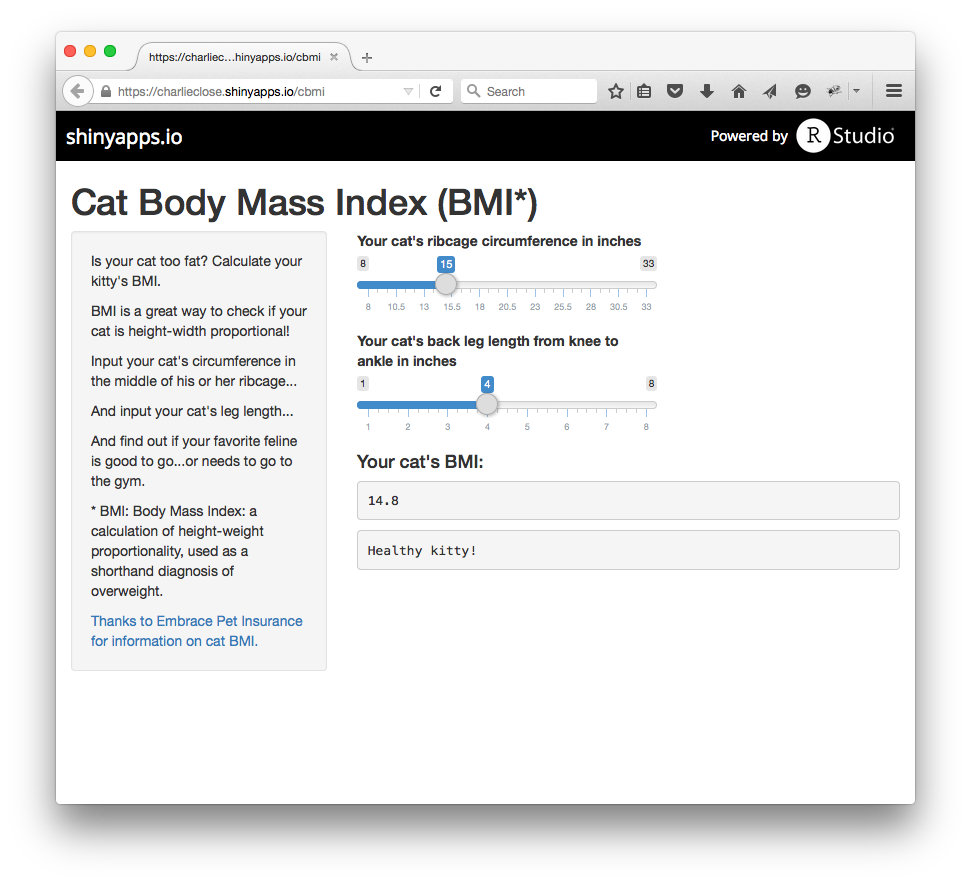 https://charliec...hinyapps.io/cbmi
https://charlieclose.shinyapps.io/cbmi
Search
shinyapps.io
Powered by R Studio
Cat Body Mass Index (BMI*)
Is your cat too fat? Calculate your
kitty's BMI.
BMI is a great way to check if your
cat is height-width proportional!
Input your cat's circumference in
the middle of his or her ribcage...
And input your cat's leg length...
And find out if your favorite feline
is good to go...or needs to go to
the gym.
* BMI: Body Mass Index: a
calculation of height-weight
proportionality, used as a
shorthand diagnosis of
overweight.
Thanks to Embrace Pet Insurance
for information on cat BMI.
Your cat's ribcage circumference in inches
8 15 33
8 10.5 13 15.5 18 20.5 23 25.5 28 30.5 33
Your cat's back leg length from knee to
ankle in inches
1 4 8
1 2 3 4 5 6 7 8
Your cat's BMI:
14.8
Healthy kitty!